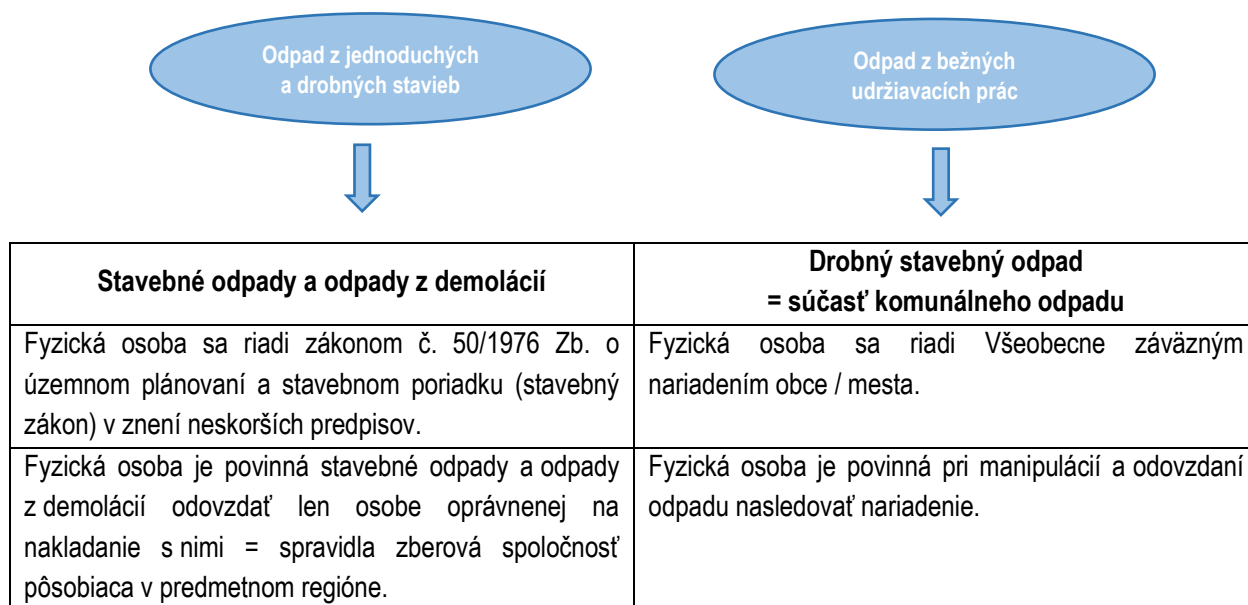 Odpad z jednoduchých
a drobných stavieb
Odpad z bežných
udržiavacích prác
Stavebné odpady a odpady z demolácií
Drobný stavebný odpad
= súčasť komunálneho odpadu
Fyzická osoba sa riadi zákonom č. 50/1976 Zb. o
územnom plánovaní a stavebnom poriadku (stavebný
zákon) v znení neskorších predpisov.
Fyzická osoba sa riadi Všeobecne záväzným
nariadením obce / mesta.
Fyzická osoba je povinná stavebné odpady a odpady
z demolácií odovzdať len osobe oprávnenej na
nakladanie s nimi = spravidla zberová spoločnosť
pôsobiaca v predmetnom regióne.
Fyzická osoba je povinná pri manipulácií a odovzdaní
odpadu nasledovať nariadenie.